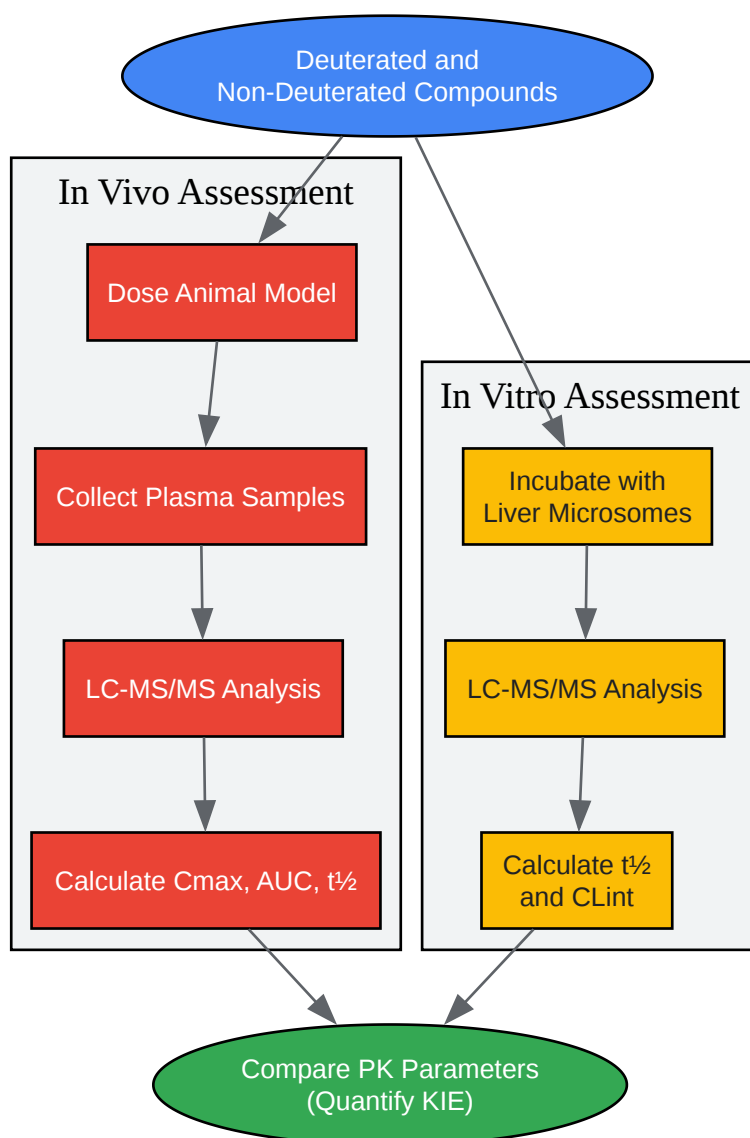 Deuterated and
Non-Deuterated Compounds
In Vivo Assessment
Dose Animal Model
Collect Plasma Samples
LC-MS/MS Analysis
Calculate Cmax, AUC, t½
In Vitro Assessment
Incubate with
Liver Microsomes
LC-MS/MS Analysis
Calculate t½
and CLint
Compare PK Parameters
(Quantify KIE)